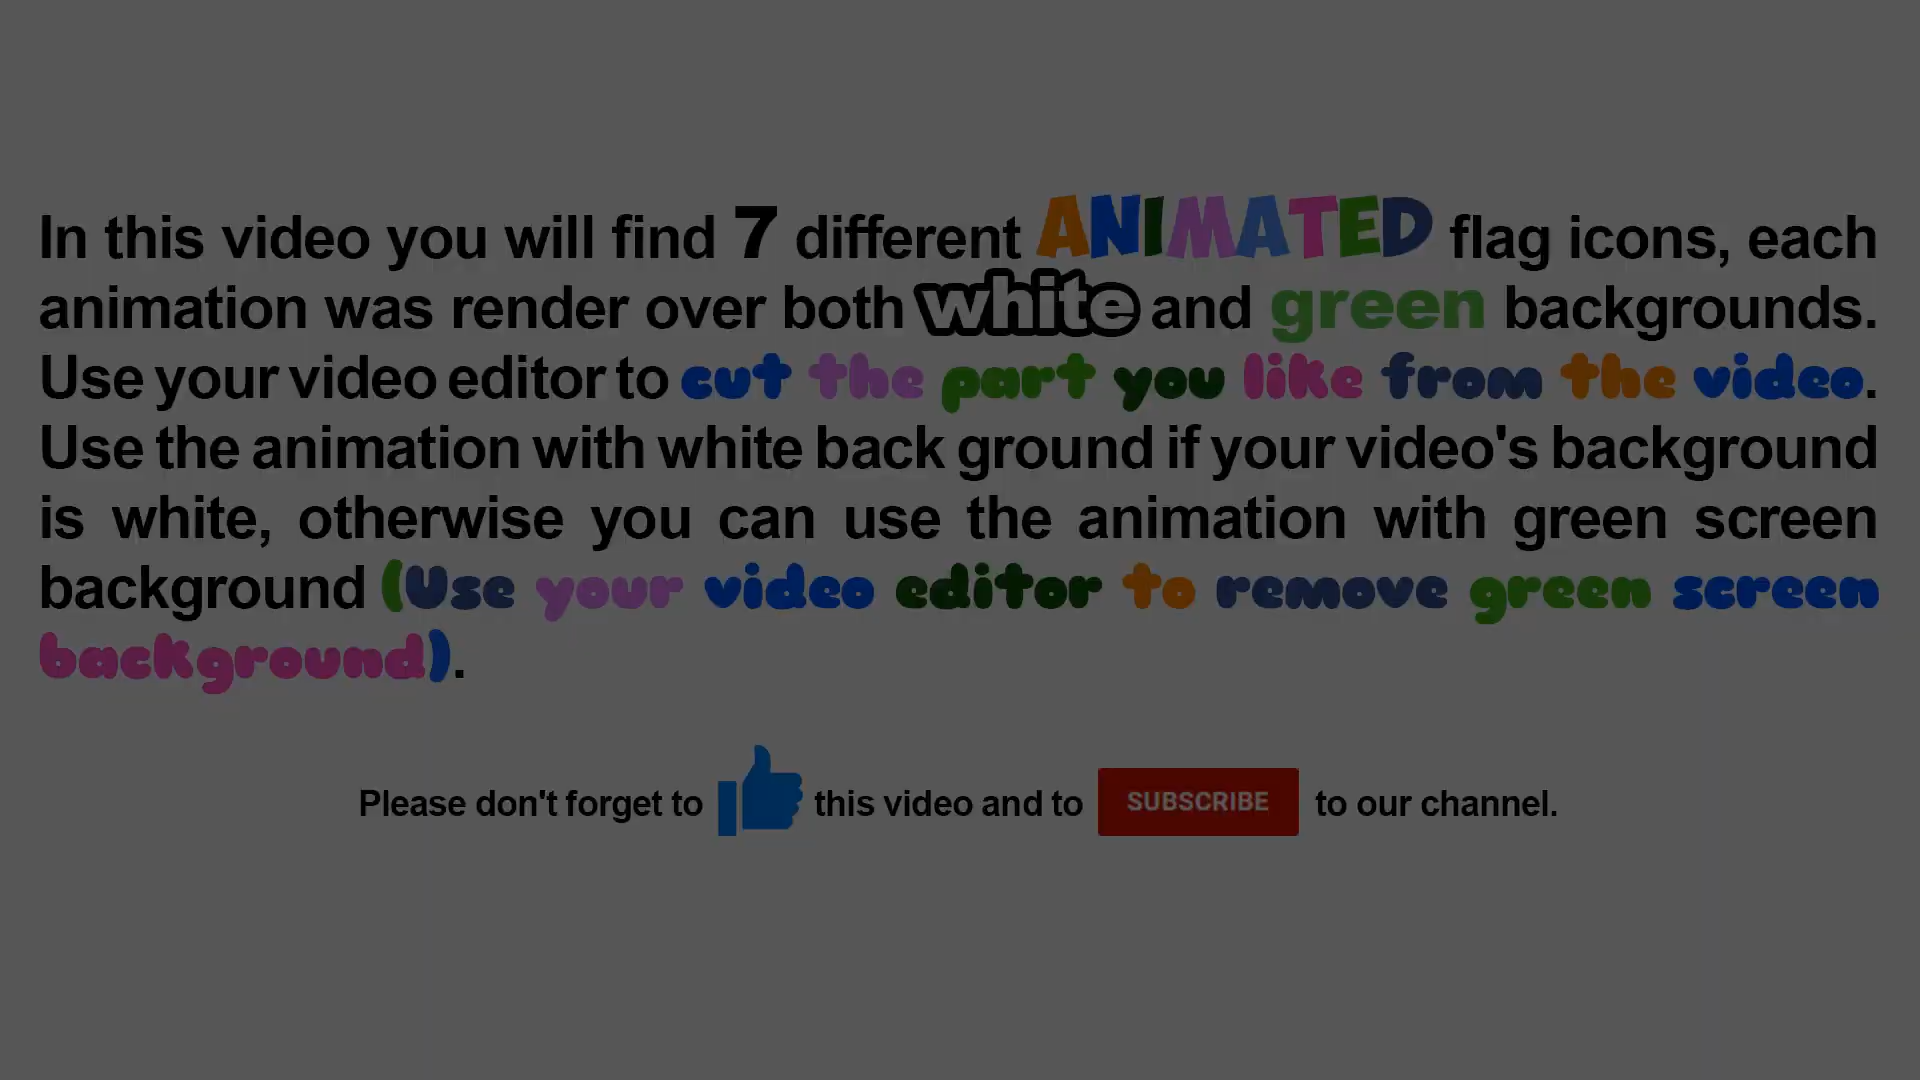 In this video you will find 7 different ANIMATED flag icons, each
animation was render over both white and green backgrounds.
Use your video editor to cut the part you like from the video.
Use the animation with white back ground if your video's background
is white, otherwise you can use the animation with green screen
background (Use your video editor to remove green screen
background).
Please don't forget to this video and to SUBSCRIBE to our channel.